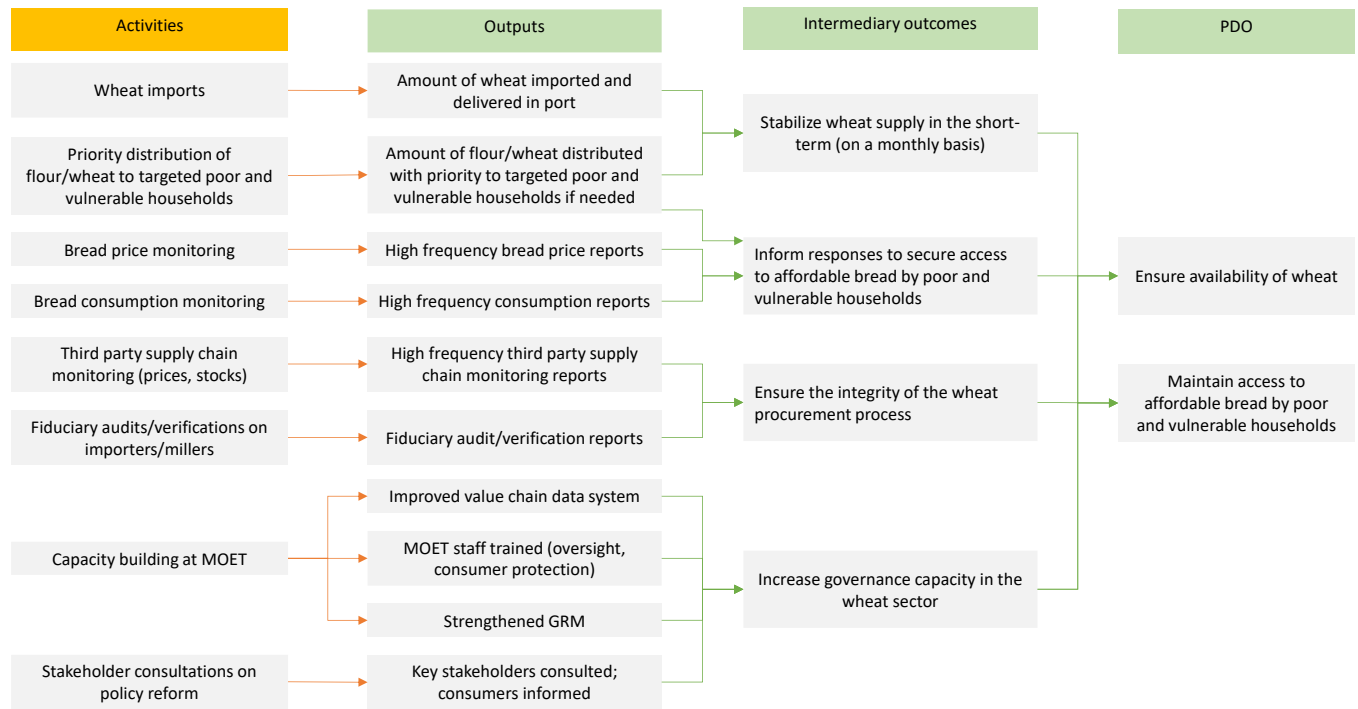 Activities
Outputs
Intermediary outcomes
PDO
Wheat imports
Amount of wheat imported and
delivered in port
Stabilize wheat supply in the short-
term (on a monthly basis)
Priority distribution of
flour/wheat to targeted poor and
vulnerable households
Amount of flour/wheat distributed
with priority to targeted poor and
vulnerable households if needed
Bread price monitoring
High frequency bread price reports
Inform responses to secure access
to affordable bread by poor and
vulnerable households
Ensure availability of wheat
Bread consumption monitoring
High frequency consumption reports
Third party supply chain
monitoring (prices, stocks)
High frequency third party supply
chain monitoring reports
Ensure the integrity of the wheat
procurement process
Maintain access to
affordable bread by poor
and vulnerable households
Fiduciary audits/verifications on
importers/millers
Fiduciary audit/verification reports
Improved value chain data system
Capacity building at MOET
MOET staff trained (oversight,
consumer protection)
Increase governance capacity in the
wheat sector
Strengthened GRM
Stakeholder consultations on
policy reform
Key stakeholders consulted;
consumers informed